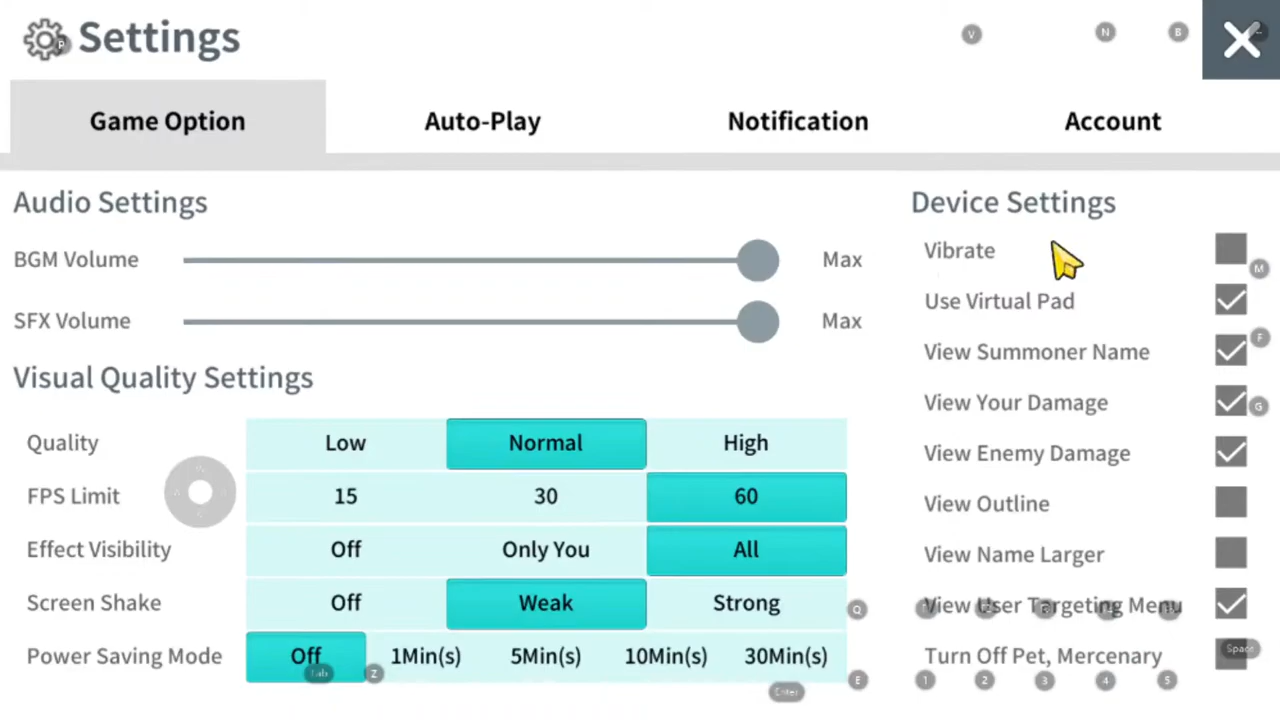 Settings
P
V
N
B
Game Option
Auto-Play
Notification
Account
Audio Settings
BGM Volume
Max
SFX Volume
Max
Visual Quality Settings
Quality
Low
Normal
High
FPS Limit
15
30
60
Effect Visibility
Off
Only You
All
Screen Shake
Off
Weak
Strong
Q
Power Saving Mode
Off
1Min(s)
5Min(s)
10Min(s)
30Min(s)
Tab
Z
Enter
E
Device Settings
Vibrate
M
Use Virtual Pad
F
View Summoner Name
View Your Damage
G
View Enemy Damage
View Outline
View Name Larger
View User Targeting Menu
Turn Off Pet, Mercenary
Space
1
2
3
4
5